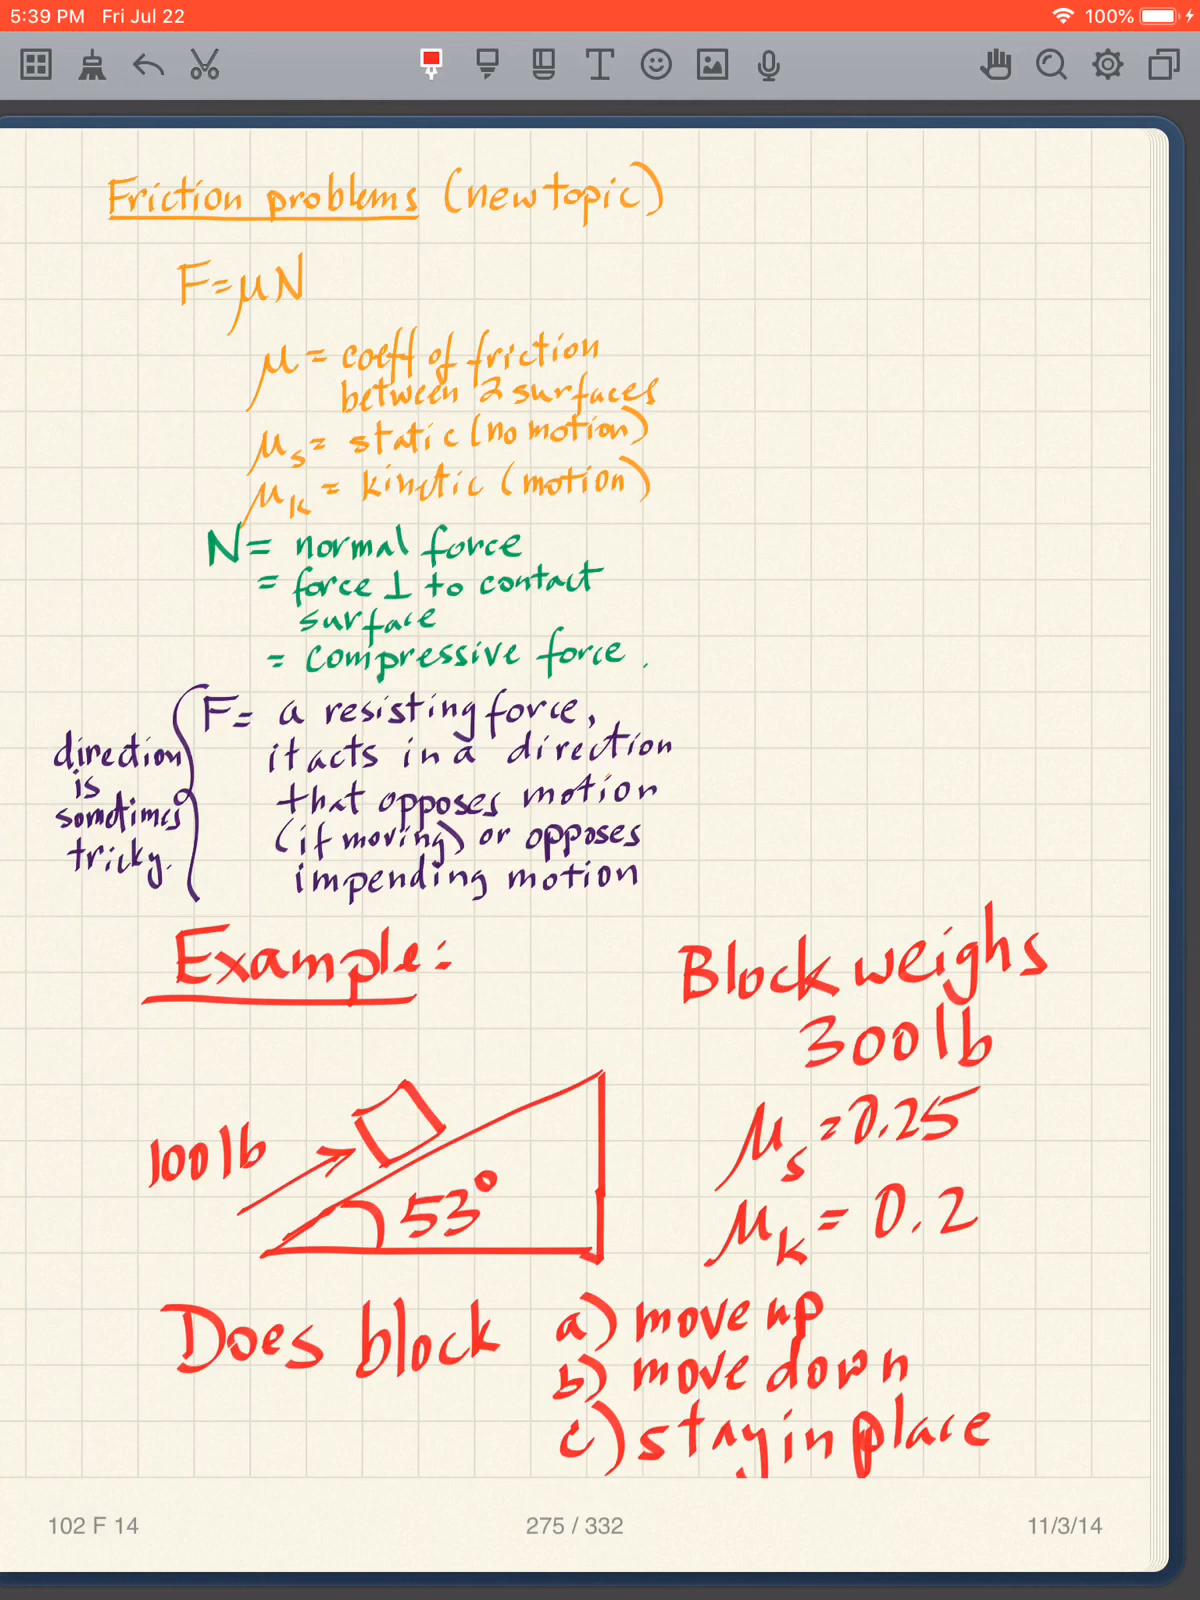 5:39 PM Fri Jul 22
100%
Friction problems (new topic)
F=μN
μ = coeff of friction
between 2 surfaces
μs = static (no motion)
μk = kinetic (motion)
N= normal force
= force ⊥ to contact
surface
= compressive force.
F= a resisting force,
it acts in a direction
that opposes motion
(if moving) or opposes
impending motion
direction
is
sometimes
tricky.
Example:
Block weighs
300 lb
μs = 0.25
μk = 0.2
100 lb
53°
Does block a) move up
b) move down
c) stay in place
102 F 14
275 / 332
11/3/14